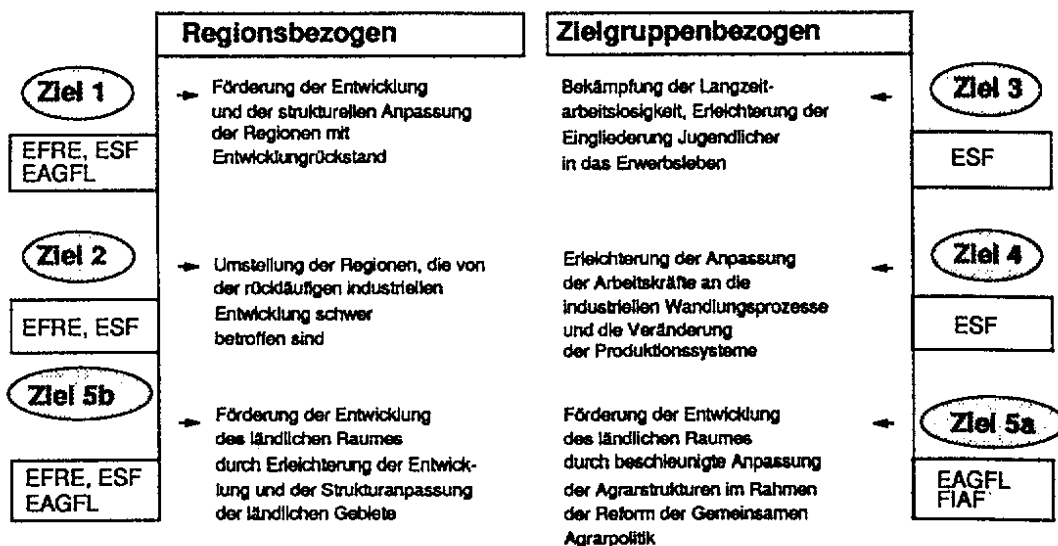 Regionsbezogen
Ziel 1
EFRE, ESF
EAGFL
Förderung der Entwicklung
und der strukturellen Anpassung
der Regionen mit
Entwicklungrückstand
Ziel 2
EFRE, ESF
Umstellung der Regionen, die von
der rückläufigen industriellen
Entwicklung schwer
betroffen sind
Ziel 5b
EFRE, ESF
EAGFL
Förderung der Entwicklung
des ländlichen Raumes
durch Erleichterung der Entwick-
lung und der Strukturanpassung
der ländlichen Gebiete
Zielgruppenbezogen
Ziel 3
ESF
Bekämpfung der Langzeit-
arbeitslosigkeit, Erleichterung der
Eingliederung Jugendlicher
in das Erwerbsleben
Ziel 4
ESF
Erleichterung der Anpassung
der Arbeitskräfte an die
industriellen Wandlungsprozesse
und die Veränderung
der Produktionssysteme
Ziel 5a
EAGFL
FIAF
Förderung der Entwicklung
des ländlichen Raumes
durch beschleunigte Anpassung
der Agrarstrukturen im Rahmen
der Reform der Gemeinsamen
Agrarpolitik